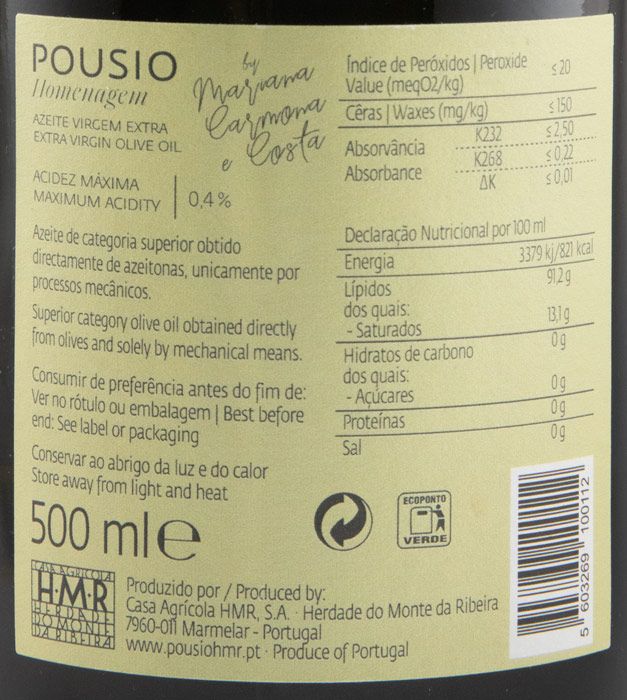 POUSIO
Homenagem
by
Mariana
Carmona
e Costa
AZEITE VIRGEM EXTRA
EXTRA VIRGIN OLIVE OIL
ACIDEZ MÁXIMA
MAXIMUM ACIDITY 0,4%
Azeite de categoria superior obtido
directamente de azeitonas, unicamente por
processos mecânicos.
Superior category olive oil obtained directly
from olives and solely by mechanical means.
Consumir de preferência antes do fim de:
Ver no rótulo ou embalagem | Best before
end: See label or packaging
Conservar ao abrigo da luz e do calor
Store away from light and heat
500 ml e
Índice de Peróxidos | Peroxide
Value (meqO2/kg) ≤ 20
Cêras | Waxes (mg/kg) ≤ 150
Absorvância
Absorbance
K232 ≤ 2,50
K268 ≤ 0,22
ΔK ≤ 0,01
Declaração Nutricional por 100 ml
Energia 3379 kj/821 kcal
Lípidos 91,2 g
dos quais:
- Saturados 13,1 g
Hidratos de carbono 0 g
dos quais:
- Açúcares 0 g
Proteínas 0 g
Sal 0 g
ECOPONTO
VERDE
5 603269 100112
CASA AGRÍCOLA
H·M·R
HERDADE
DO MONTE
DA RIBEIRA
Produzido por / Produced by:
Casa Agrícola HMR, S.A. · Herdade do Monte da Ribeira
7960-011 Marmelar - Portugal
www.pousiohmr.pt · Produce of Portugal